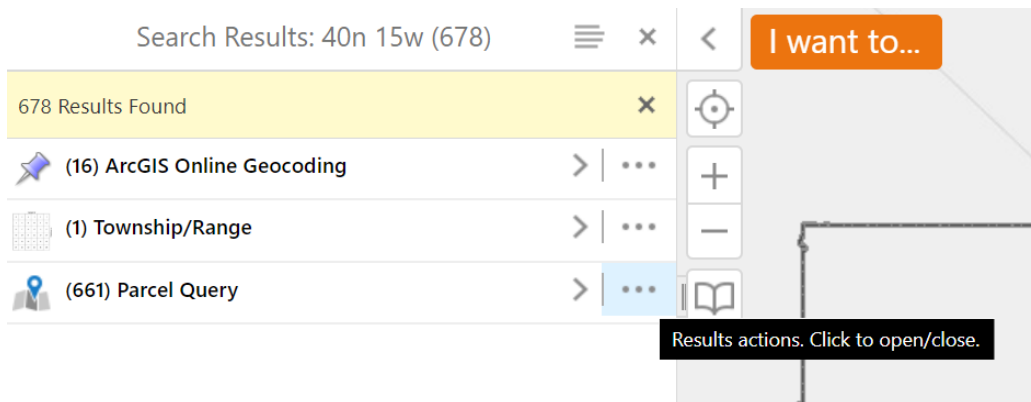 Search Results: 40n 15w (678)
I want to...
678 Results Found
(16) ArcGIS Online Geocoding
(1) Township/Range
(661) Parcel Query
Results actions. Click to open/close.